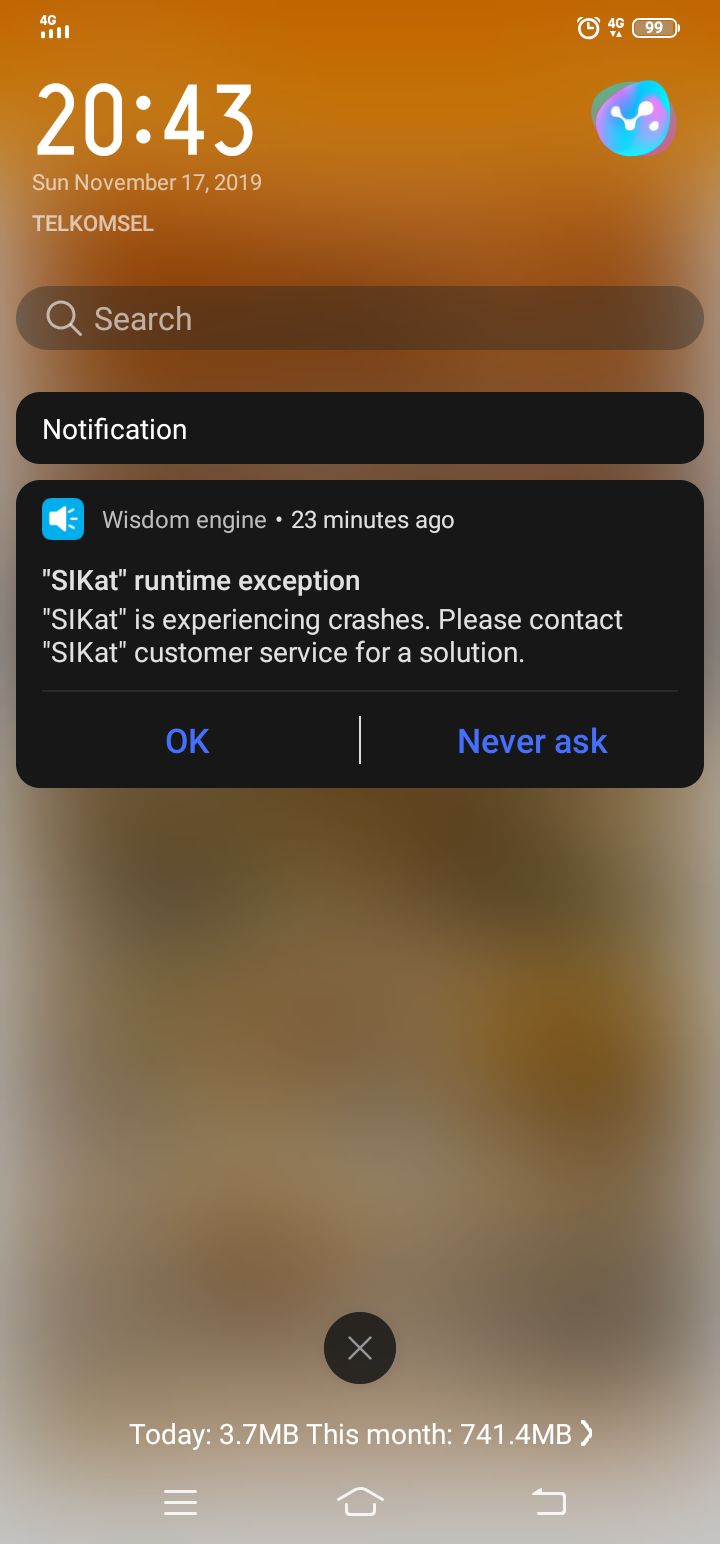 4G
4G
99
20:43
Sun November 17, 2019
TELKOMSEL
Search
Notification
Wisdom engine • 23 minutes ago
"SIKat" runtime exception
"SIKat" is experiencing crashes. Please contact
"SIKat" customer service for a solution.
OK
Never ask
Today: 3.7MB This month: 741.4MB